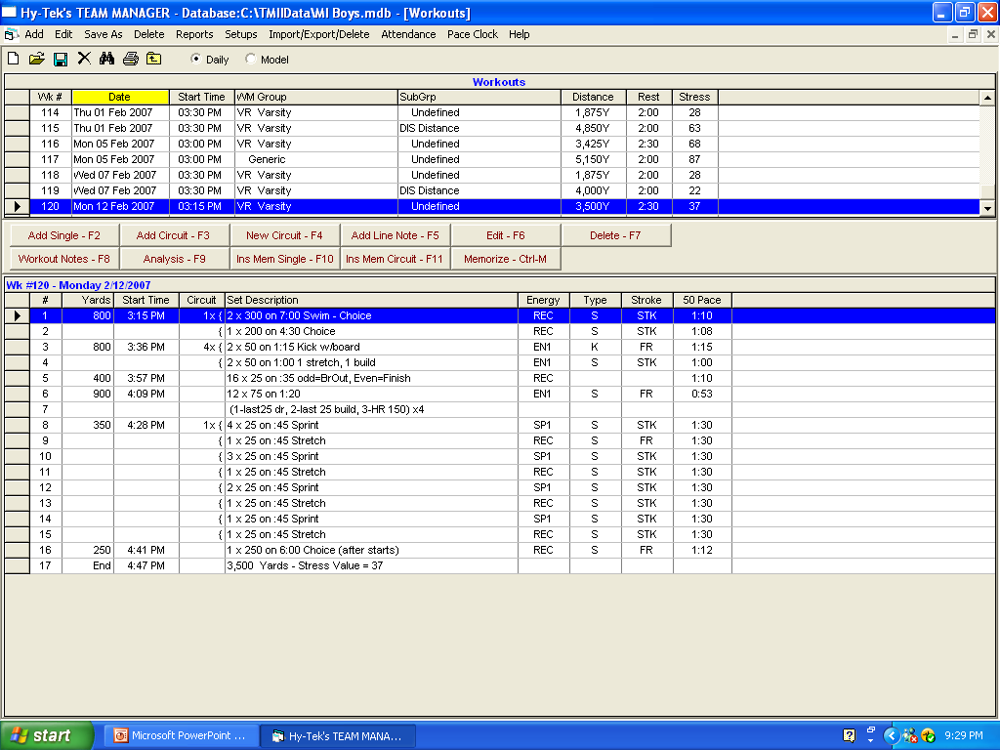 Hy-Tek's TEAM MANAGER - Database:C:\TMIIData\MI Boys.mdb - [Workouts]
Add Edit Save As Delete Reports Setups Import/Export/Delete Attendance Pace Clock Help
Daily Model
Workouts
Wk # Date Start Time WM Group SubGrp Distance Rest Stress
114 Thu 01 Feb 2007 03:30 PM VR Varsity Undefined 1,875Y 2:00 28
115 Thu 01 Feb 2007 03:30 PM VR Varsity DIS Distance 4,850Y 2:00 63
116 Mon 05 Feb 2007 03:00 PM VR Varsity Undefined 3,425Y 2:30 68
117 Mon 05 Feb 2007 03:00 PM Generic Undefined 5,150Y 2:00 87
118 Wed 07 Feb 2007 03:30 PM VR Varsity Undefined 1,875Y 2:00 28
119 Wed 07 Feb 2007 03:30 PM VR Varsity DIS Distance 4,000Y 2:00 22
120 Mon 12 Feb 2007 03:15 PM VR Varsity Undefined 3,500Y 2:30 37
Add Single - F2 Add Circuit - F3 New Circuit - F4 Add Line Note - F5 Edit - F6 Delete - F7
Workout Notes - F8 Analysis - F9 Ins Mem Single - F10 Ins Mem Circuit - F11 Memorize - Ctrl-M
Wk #120 - Monday 2/12/2007
# Yards Start Time Circuit Set Description Energy Type Stroke 50 Pace
1 800 3:15 PM 1x { 2 x 300 on 7:00 Swim - Choice REC S STK 1:10
2 { 1 x 200 on 4:30 Choice REC S STK 1:08
3 800 3:36 PM 4x { 2 x 50 on 1:15 Kick w/board EN1 K FR 1:15
4 { 2 x 50 on 1:00 1 stretch, 1 build EN1 S STK 1:00
5 400 3:57 PM 16 x 25 on :35 odd=BrOut, Even=Finish REC 1:10
6 900 4:09 PM 12 x 75 on 1:20 EN1 S FR 0:53
7 (1-last25 dr, 2-last 25 build, 3-HR 150) x4
8 350 4:28 PM 1x { 4 x 25 on :45 Sprint SP1 S STK 1:30
9 { 1 x 25 on :45 Stretch REC S FR 1:30
10 { 3 x 25 on :45 Sprint SP1 S STK 1:30
11 { 1 x 25 on :45 Stretch REC S STK 1:30
12 { 2 x 25 on :45 Sprint SP1 S STK 1:30
13 { 1 x 25 on :45 Stretch REC S STK 1:30
14 { 1 x 25 on :45 Sprint SP1 S STK 1:30
15 { 1 x 25 on :45 Stretch REC S STK 1:30
16 250 4:41 PM 1 x 250 on 6:00 Choice (after starts) REC S FR 1:12
17 End 4:47 PM 3,500 Yards - Stress Value = 37
start Microsoft PowerPoint ... Hy-Tek's TEAM MANA... 9:29 PM